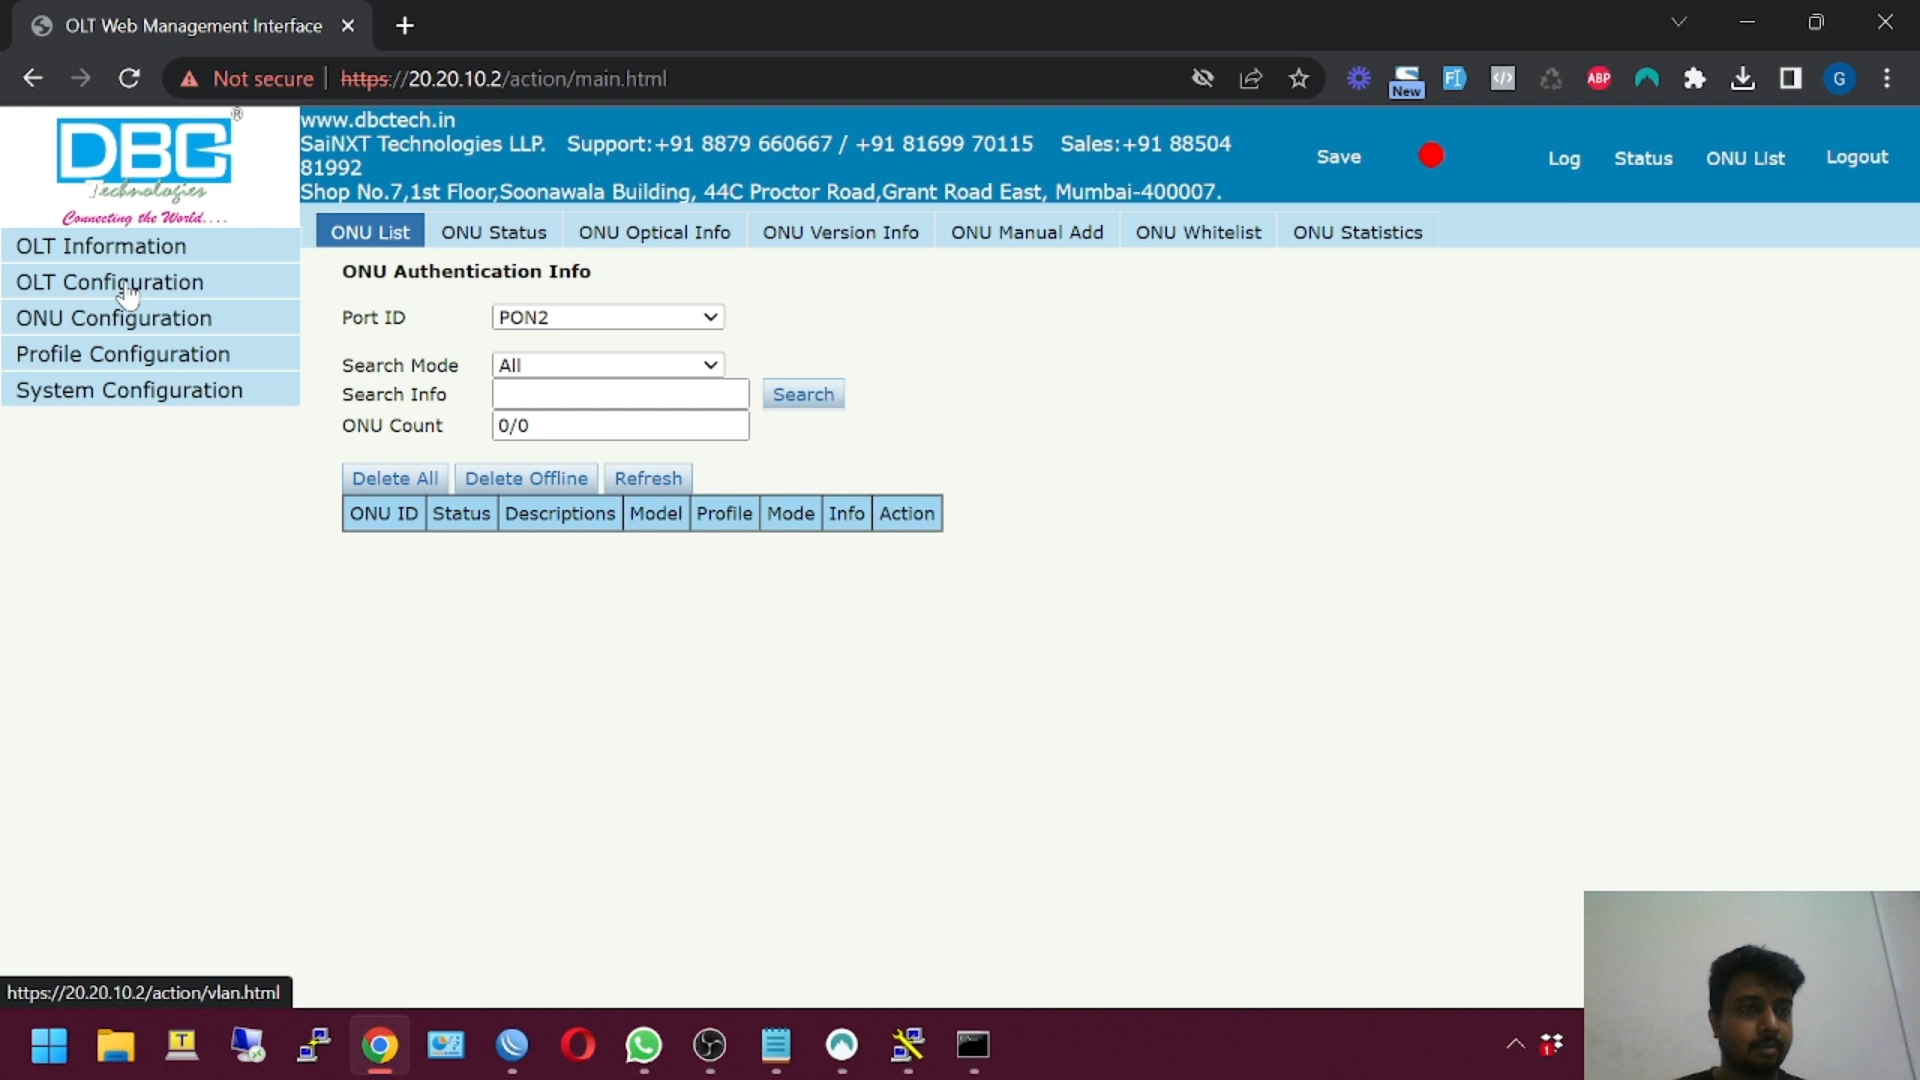 OLT Web Management Interface
Not secure
https://20.20.10.2/action/main.html
New
ABP
G
DBC
®
Technologies
Connecting the World....
www.dbctech.in
SaiNXT Technologies LLP. Support:+91 8879 660667 / +91 81699 70115 Sales:+91 88504
81992
Shop No.7,1st Floor,Soonawala Building, 44C Proctor Road,Grant Road East, Mumbai-400007.
Save
Log
Status
ONU List
Logout
OLT Information
OLT Configuration
ONU Configuration
Profile Configuration
System Configuration
ONU List
ONU Status
ONU Optical Info
ONU Version Info
ONU Manual Add
ONU Whitelist
ONU Statistics
ONU Authentication Info
Port ID PON2
Search Mode All
Search Info Search
ONU Count 0/0
Delete All Delete Offline Refresh
ONU ID Status Descriptions Model Profile Mode Info Action
https://20.20.10.2/action/vlan.html
T
1